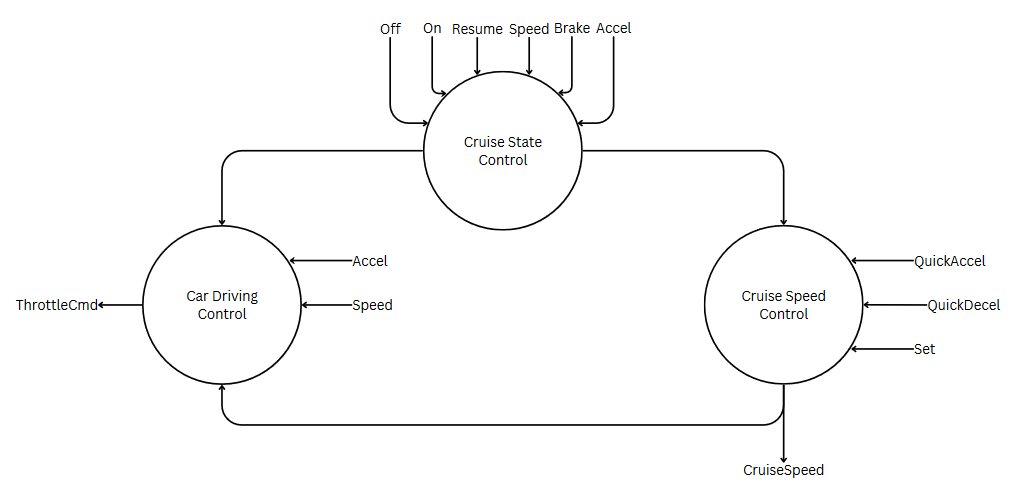 Off
On
Resume
Speed
Brake
Accel
Cruise State
Control
Accel
QuickAccel
Car Driving
Control
Cruise Speed
Control
ThrottleCmd
Speed
QuickDecel
Set
CruiseSpeed